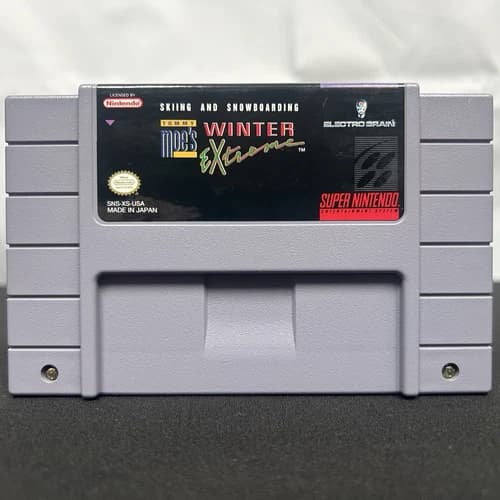 LICENSED BY
Nintendo
SKIING AND SNOWBOARDING
TOMMY
MOE'S
WINTER
EXtreme
TM
ELECTRO BRAIN
SNS-XS-USA
MADE IN JAPAN
SUPER NINTENDO
ENTERTAINMENT SYSTEM